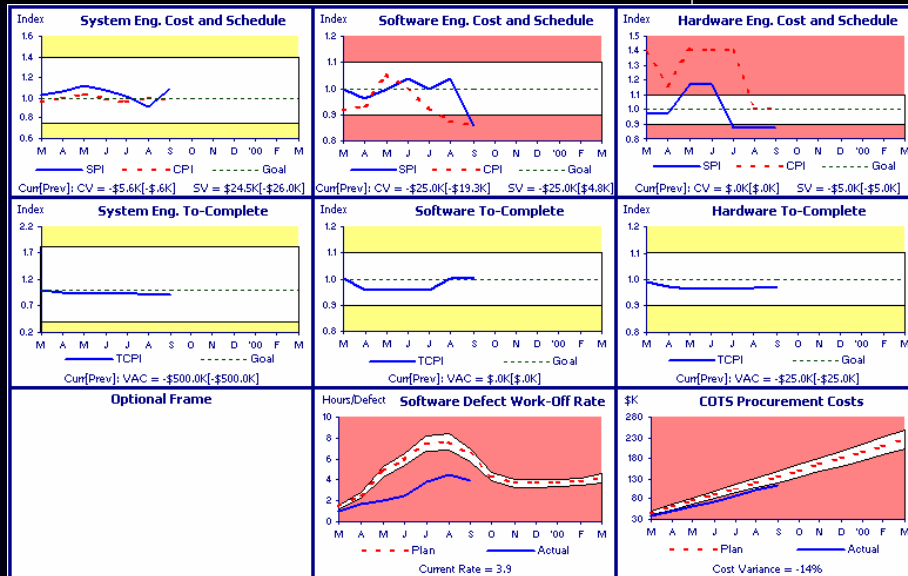 Index System Eng. Cost and Schedule
1.6
1.4
1.2
1.0
0.8
0.6
M A M J J A S O N D '00 F M
SPI CPI Goal
Curr[Prev]: CV = -$5.6K[-$.6K] SV = $24.5K[-$26.0K]
Index Software Eng. Cost and Schedule
1.2
1.1
1.0
0.9
0.8
M A M J J A S O N D '00 F M
SPI CPI Goal
Curr[Prev]: CV = -$25.0K[-$19.3K] SV = -$25.0K[$4.8K]
Index Hardware Eng. Cost and Schedule
1.5
1.4
1.3
1.2
1.1
1.0
0.9
0.8
M A M J J A S O N D '00 F M
SPI CPI Goal
Curr[Prev]: CV = $.0K[$.0K] SV = -$5.0K[-$5.0K]
Index System Eng. To-Complete
2.2
1.7
1.2
0.7
0.2
M A M J J A S O N D '00 F M
TCPI Goal
Curr[Prev]: VAC = -$500.0K[-$500.0K]
Index Software To-Complete
1.2
1.1
1.0
0.9
0.8
M A M J J A S O N D '00 F M
TCPI Goal
Curr[Prev]: VAC = $.0K[$.0K]
Index Hardware To-Complete
1.2
1.1
1.0
0.9
0.8
M A M J J A S O N D '00 F M
TCPI Goal
Curr[Prev]: VAC = -$25.0K[-$25.0K]
Optional Frame
Hours/Defect Software Defect Work-Off Rate
10
8
6
4
2
0
M A M J J A S O N D '00 F M
Plan Actual
Current Rate = 3.9
$K COTS Procurement Costs
280
230
180
130
80
30
M A M J J A S O N D '00 F M
Plan Actual
Cost Variance = -14%